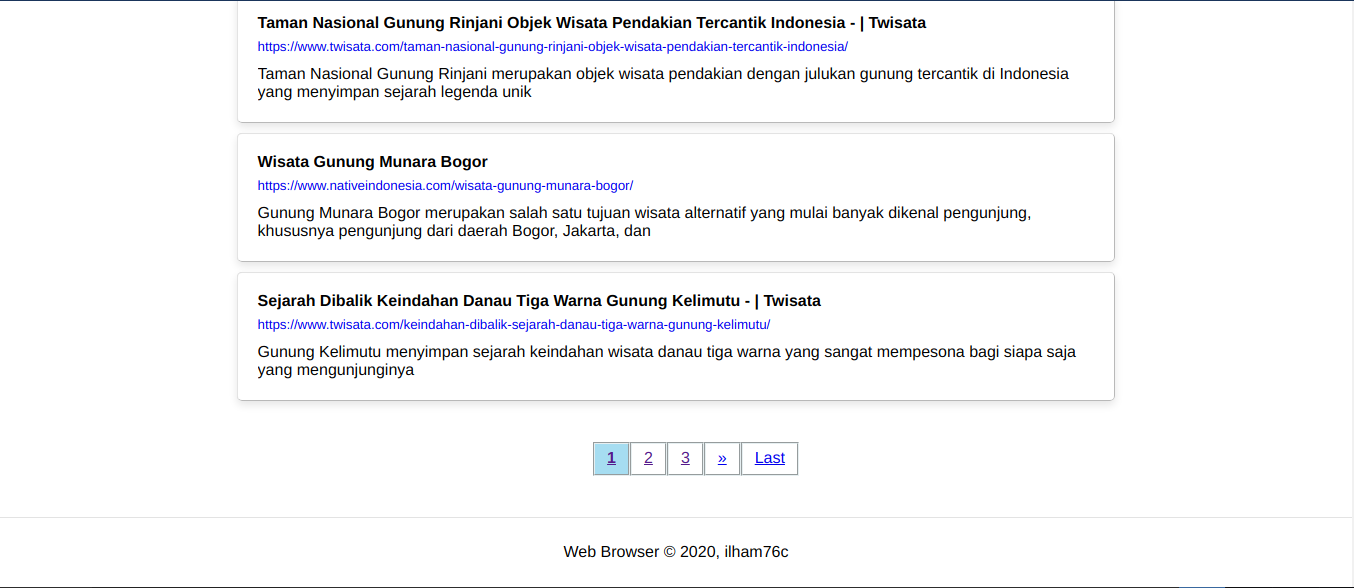 Taman Nasional Gunung Rinjani Objek Wisata Pendakian Tercantik Indonesia - | Twisata
https://www.twisata.com/taman-nasional-gunung-rinjani-objek-wisata-pendakian-tercantik-indonesia/
Taman Nasional Gunung Rinjani merupakan objek wisata pendakian dengan julukan gunung tercantik di Indonesia
yang menyimpan sejarah legenda unik
Wisata Gunung Munara Bogor
https://www.nativeindonesia.com/wisata-gunung-munara-bogor/
Gunung Munara Bogor merupakan salah satu tujuan wisata alternatif yang mulai banyak dikenal pengunjung,
khususnya pengunjung dari daerah Bogor, Jakarta, dan
Sejarah Dibalik Keindahan Danau Tiga Warna Gunung Kelimutu - | Twisata
https://www.twisata.com/keindahan-dibalik-sejarah-danau-tiga-warna-gunung-kelimutu/
Gunung Kelimutu menyimpan sejarah keindahan wisata danau tiga warna yang sangat mempesona bagi siapa saja
yang mengunjunginya
1 2 3 » Last
Web Browser © 2020, ilham76c